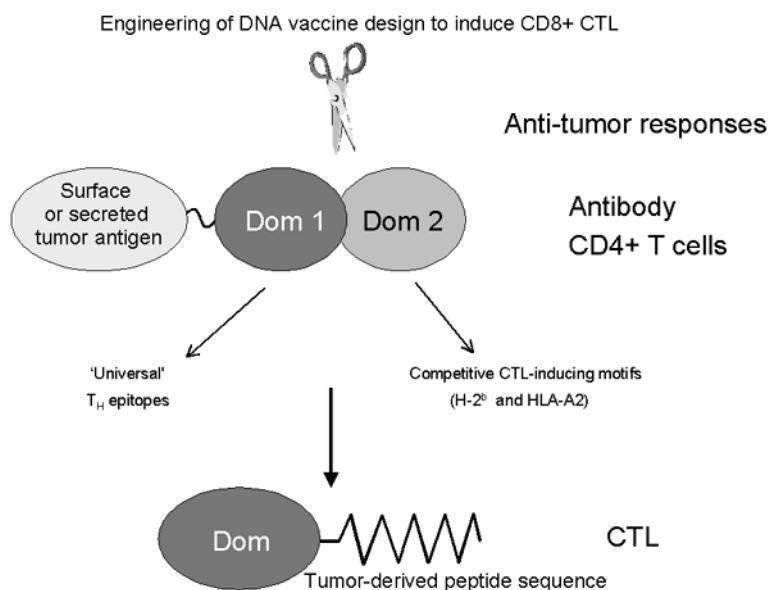 Engineering of DNA vaccine design to induce CD8+ CTL
Anti-tumor responses
Surface
or secreted
tumor antigen
Dom 1
Dom 2
Antibody
CD4+ T cells
‘Universal'
TH epitopes
Competitive CTL-inducing motifs
(H-2ᵇ and HLA-A2)
Dom
CTL
Tumor-derived peptide sequence